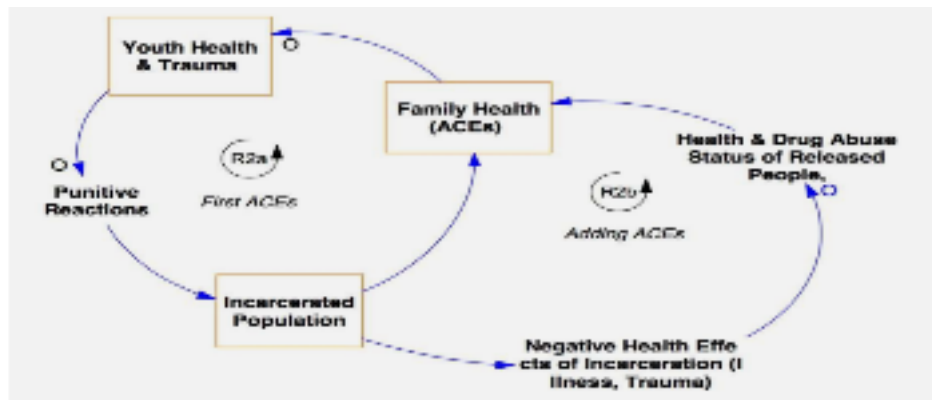 Youth Health
& Trauma
O
Family Health
(ACEs)
Health & Drug Abuse
Status of Released
People,
O
O
R2a
R2b
Punitive
Reactions
First ACEs
Adding ACEs
Incarcerated
Population
Negative Health Effe
cts of Incarceration (I
llness, Trauma)